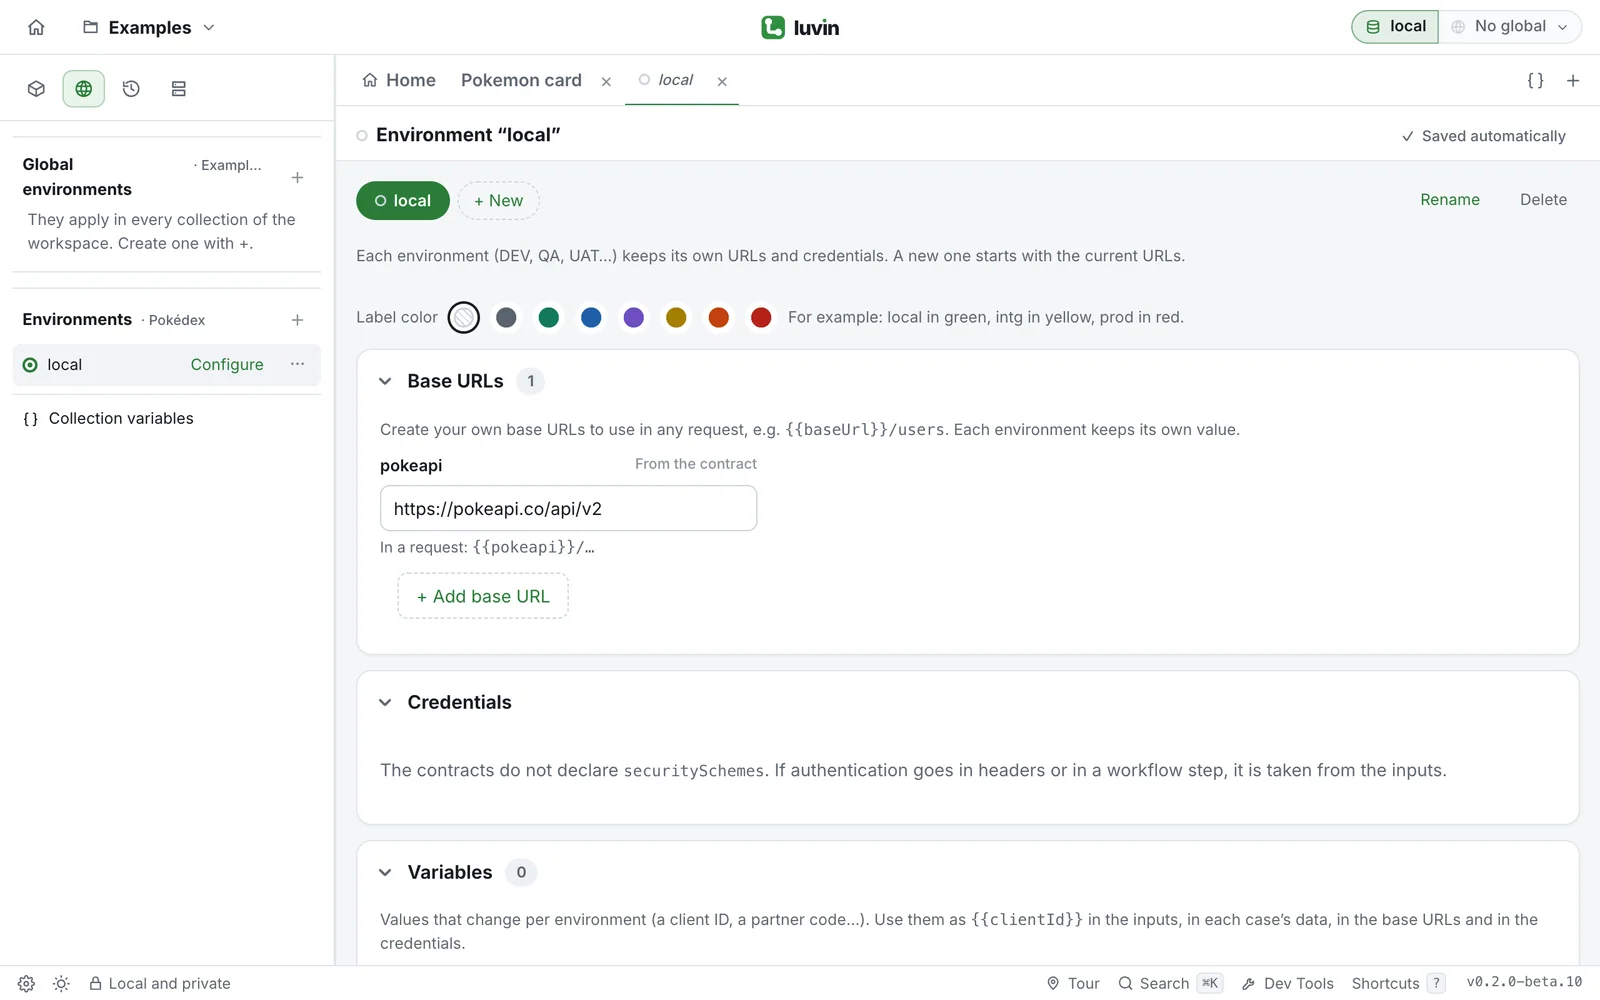 Examples
luvin
local
No global
Home
Pokemon card
local
{ }
Environment “local”
Saved automatically
Global environments
· Exampl...
They apply in every collection of the
workspace. Create one with +.
Environments · Pokédex
local
Configure
{ } Collection variables
local
+ New
Rename
Delete
Each environment (DEV, QA, UAT...) keeps its own URLs and credentials. A new one starts with the current URLs.
Label color
For example: local in green, intg in yellow, prod in red.
Base URLs 1
Create your own base URLs to use in any request, e.g. {{baseUrl}}/users. Each environment keeps its own value.
pokeapi
From the contract
https://pokeapi.co/api/v2
In a request: {{pokeapi}}/…
+ Add base URL
Credentials
The contracts do not declare securitySchemes. If authentication goes in headers or in a workflow step, it is taken from the inputs.
Variables 0
Values that change per environment (a client ID, a partner code...). Use them as {{clientId}} in the inputs, in each case’s data, in the base URLs and in the
credentials.
Local and private
Tour
Search ⌘K
Dev Tools
Shortcuts ?
v0.2.0-beta.10